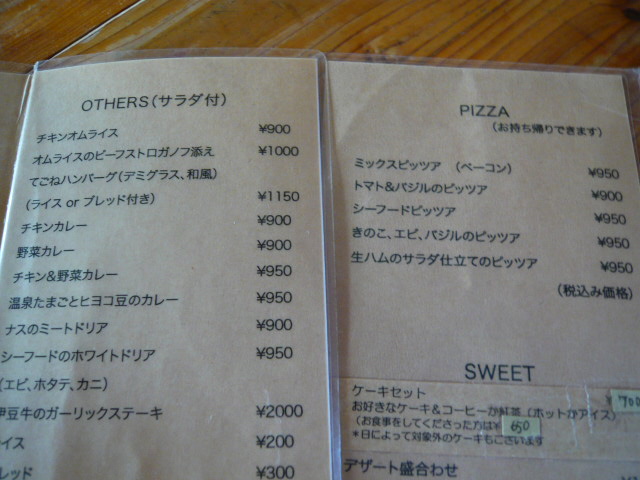 OTHERS(サラダ付)
チキンオムライス ¥900
オムライスのビーフストロガノフ添え ¥1000
てごねハンバーグ(デミグラス、和風)
(ライス or ブレッド付き) ¥1150
チキンカレー ¥900
野菜カレー ¥900
チキン&野菜カレー ¥950
温泉たまごとヒヨコ豆のカレー ¥950
ナスのミートドリア ¥900
シーフードのホワイトドリア ¥950
(エビ、ホタテ、カニ)
伊豆牛のガーリックステーキ ¥2000
イス ¥200
レッド ¥300
PIZZA
(お持ち帰りできます)
ミックスピッツア (ベーコン) ¥950
トマト&バジルのピッツア ¥900
シーフードピッツア ¥950
きのこ、エビ、バジルのピッツア ¥950
生ハムのサラダ仕立てのピッツア ¥950
(税込み価格)
SWEET
ケーキセット ¥700
お好きなケーキ&コーヒーか紅茶(ホットかアイス)
(お食事をしてくださった方は¥650
*日によって対象外のケーキもございます
デザート盛合わせ